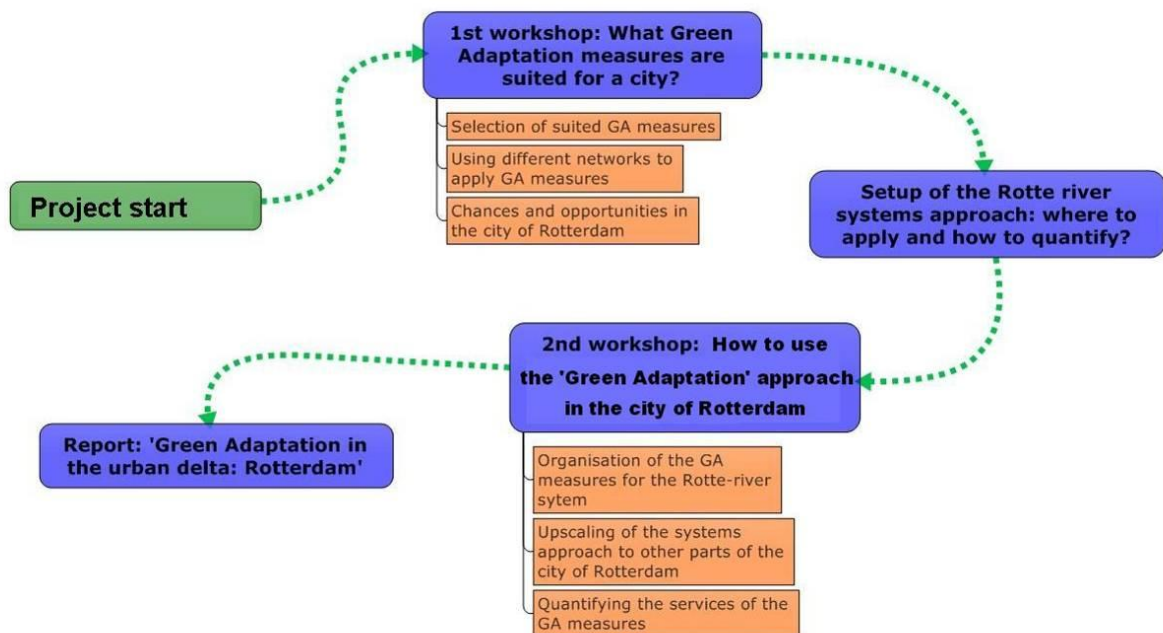 Project start
1st workshop: What Green
Adaptation measures are
suited for a city?
Selection of suited GA measures
Using different networks to
apply GA measures
Chances and opportunities in
the city of Rotterdam
Setup of the Rotte river
systems approach: where to
apply and how to quantify?
2nd workshop: How to use
the 'Green Adaptation' approach
in the city of Rotterdam
Organisation of the GA
measures for the Rotte-river
sytem
Upscaling of the systems
approach to other parts of the
city of Rotterdam
Quantifying the services of the
GA measures
Report: 'Green Adaptation in
the urban delta: Rotterdam'